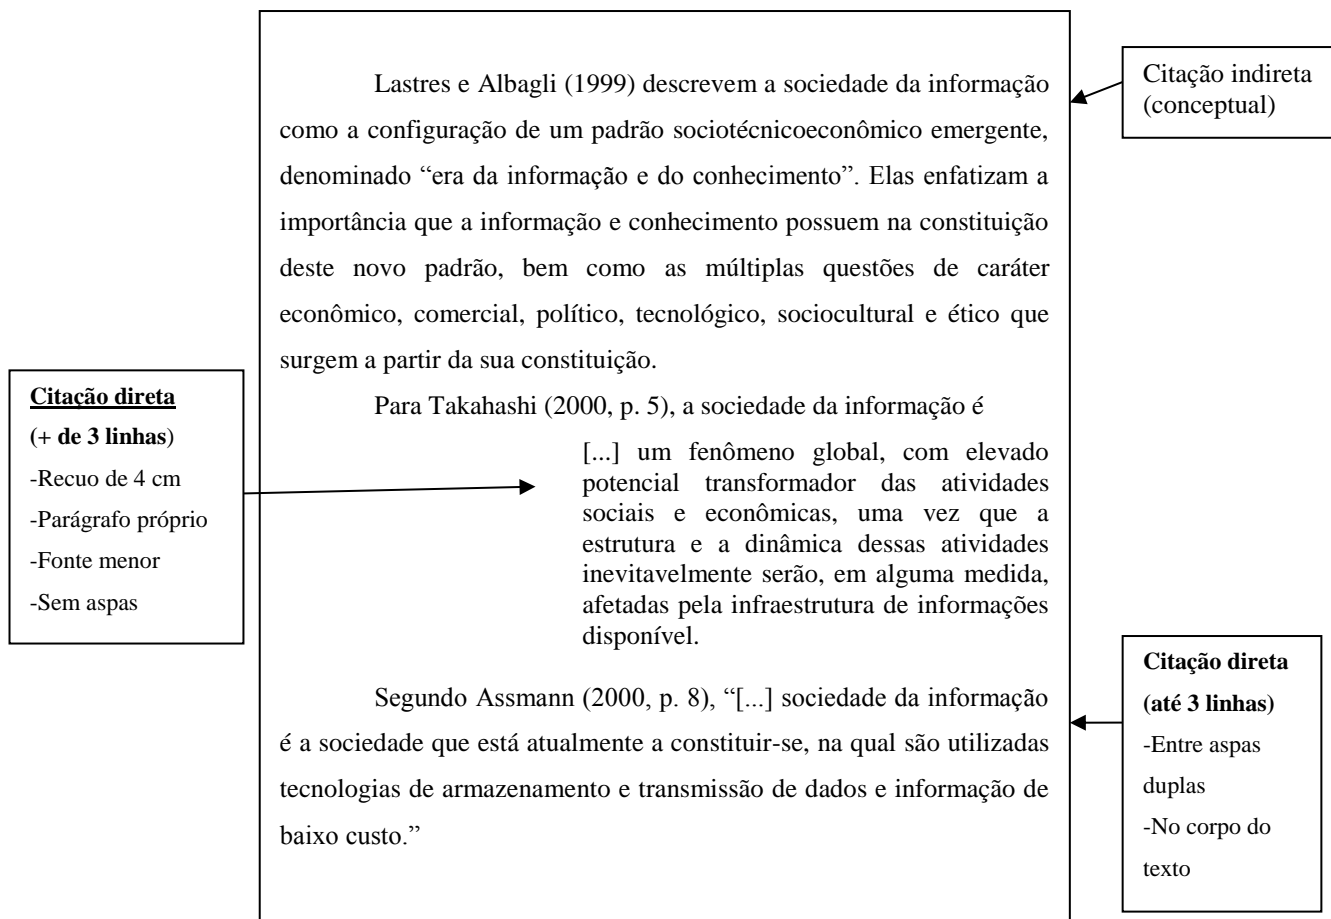 Lastres e Albagli (1999) descrevem a sociedade da informação
como a configuração de um padrão sociotécnicoeconômico emergente,
denominado “era da informação e do conhecimento”. Elas enfatizam a
importância que a informação e conhecimento possuem na constituição
deste novo padrão, bem como as múltiplas questões de caráter
econômico, comercial, político, tecnológico, sociocultural e ético que
surgem a partir da sua constituição.
Citação indireta
(conceptual)
Para Takahashi (2000, p. 5), a sociedade da informação é
[...] um fenômeno global, com elevado
potencial transformador das atividades
sociais e econômicas, uma vez que a
estrutura e a dinâmica dessas atividades
inevitavelmente serão, em alguma medida,
afetadas pela infraestrutura de informações
disponível.
Citação direta
(+ de 3 linhas)
-Recuo de 4 cm
-Parágrafo próprio
-Fonte menor
-Sem aspas
Segundo Assmann (2000, p. 8), “[...] sociedade da informação
é a sociedade que está atualmente a constituir-se, na qual são utilizadas
tecnologias de armazenamento e transmissão de dados e informação de
baixo custo.”
Citação direta
(até 3 linhas)
-Entre aspas
duplas
-No corpo do
texto